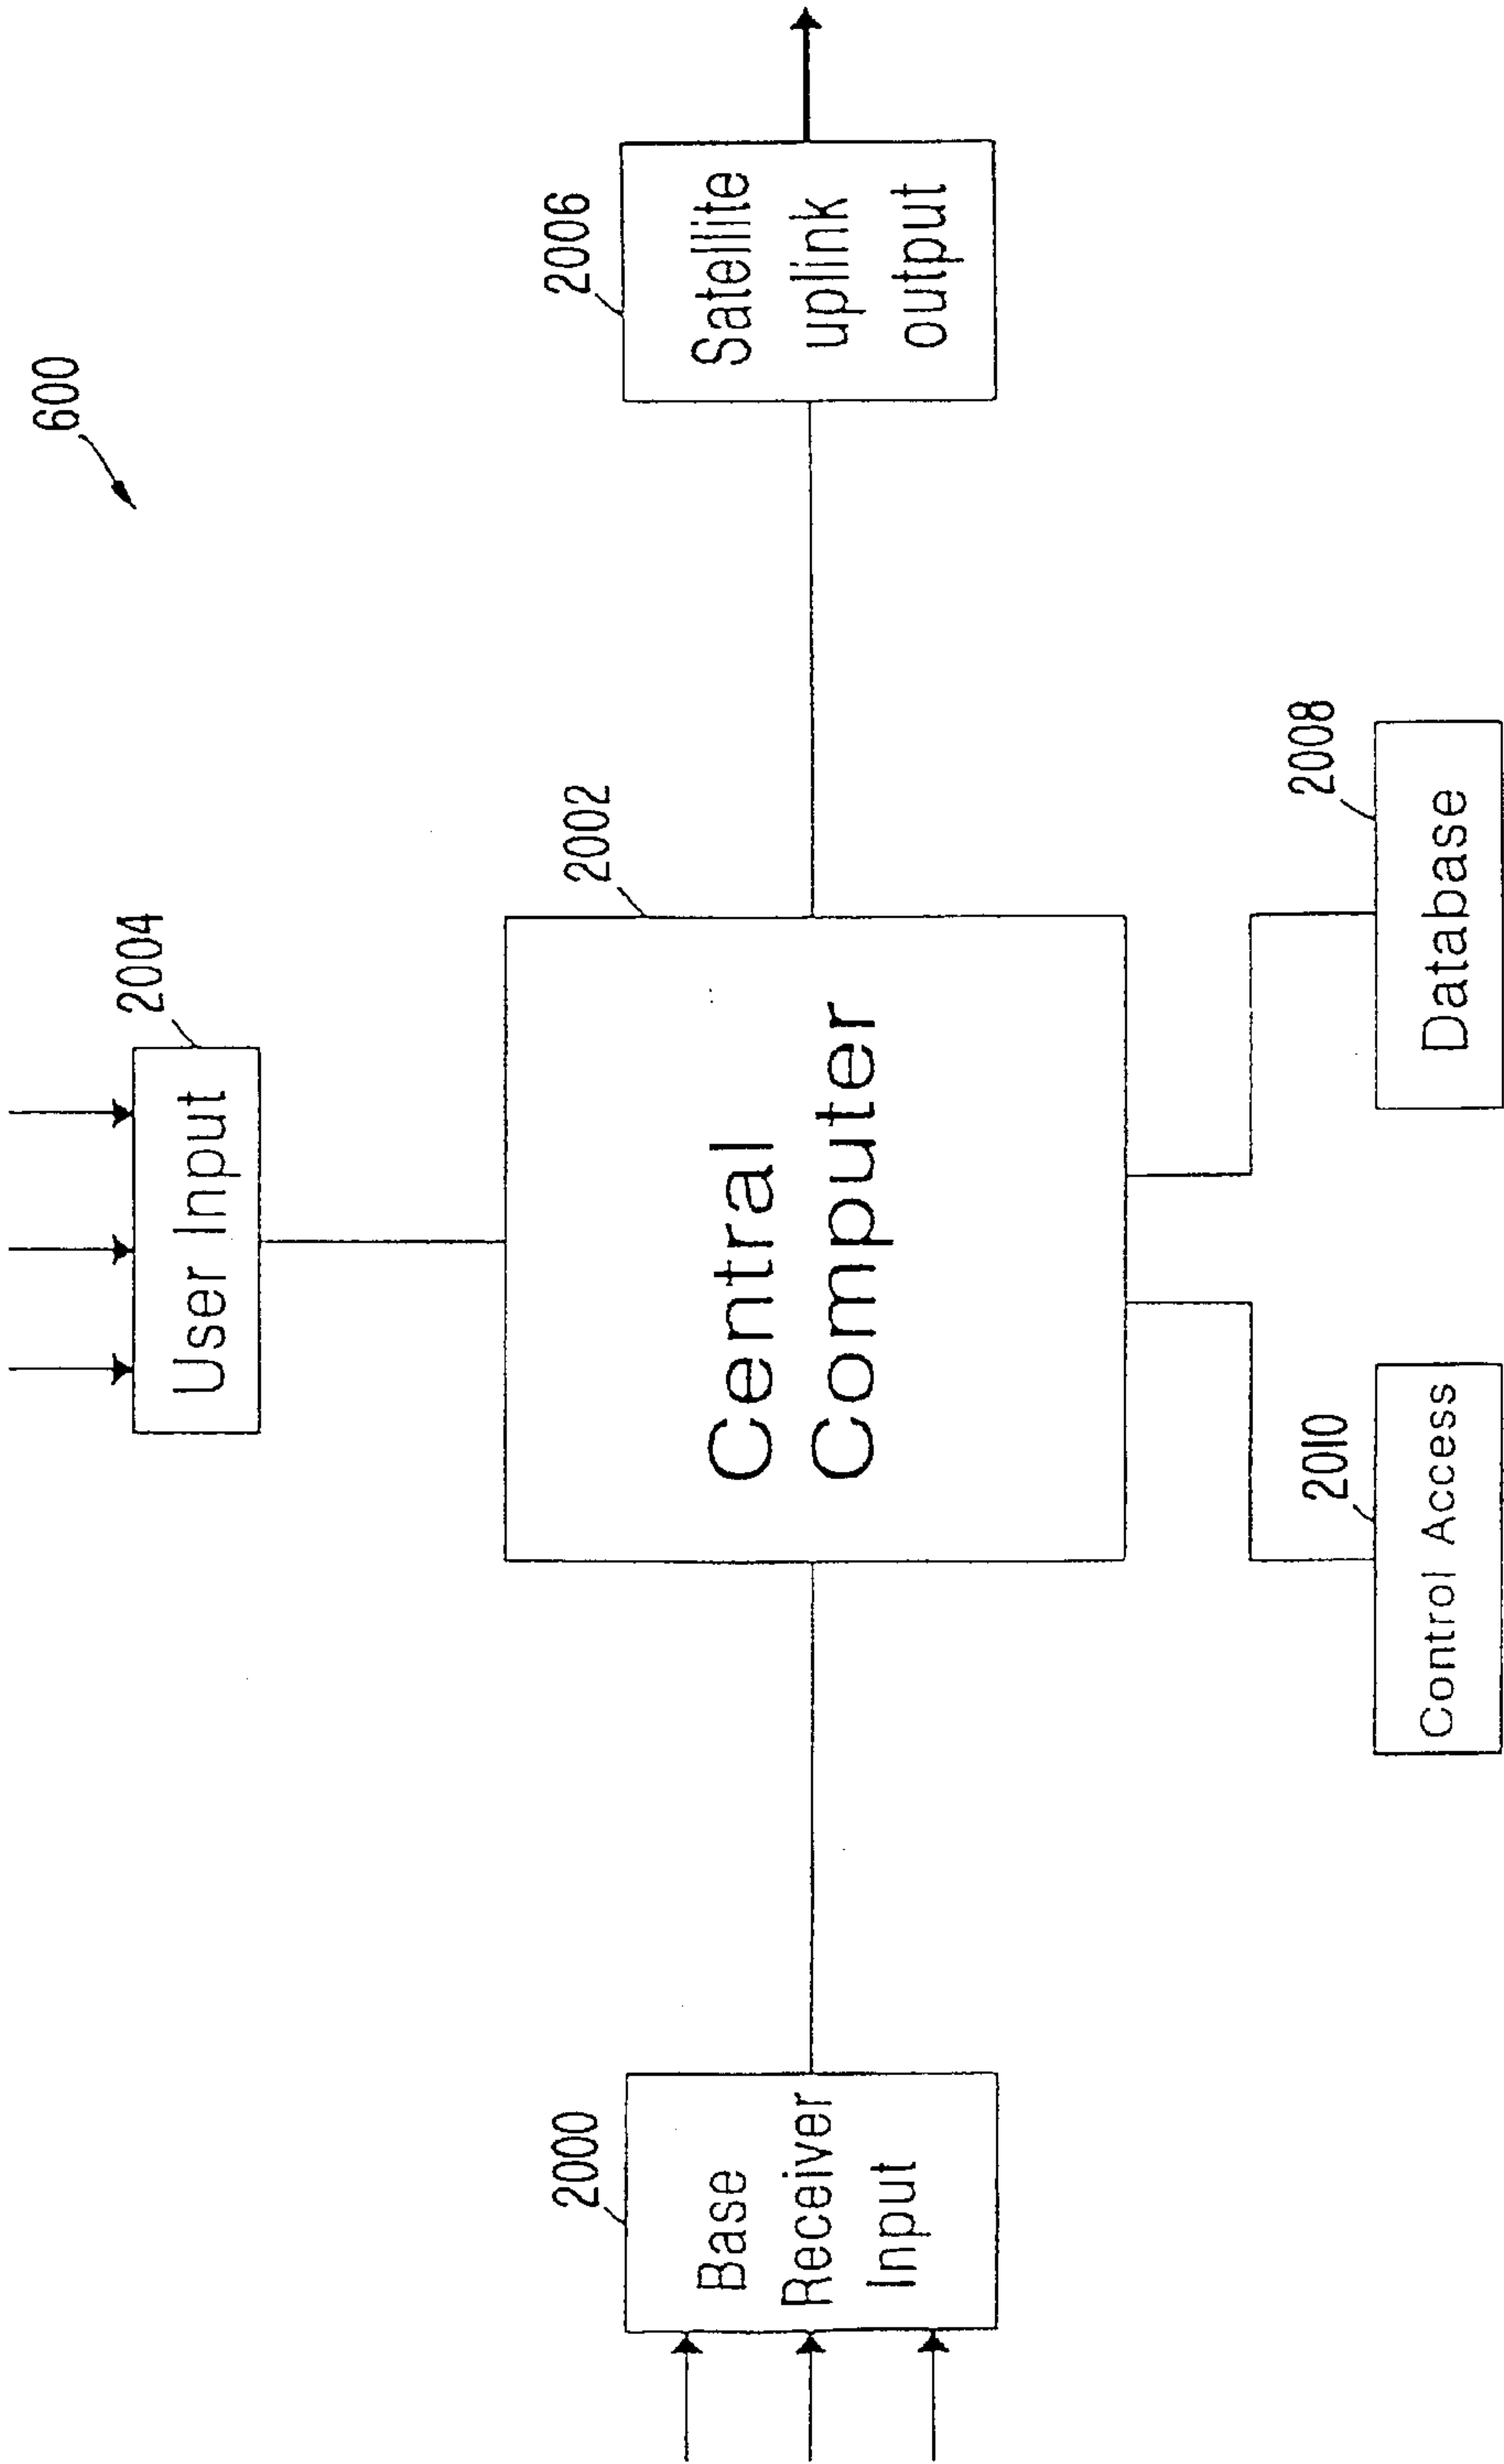 600
2004
User Input
2000
Base
Receiver
Input
2002
Central
Computer
2006
Satellite
uplink
output
2010
Control Access
2008
Database